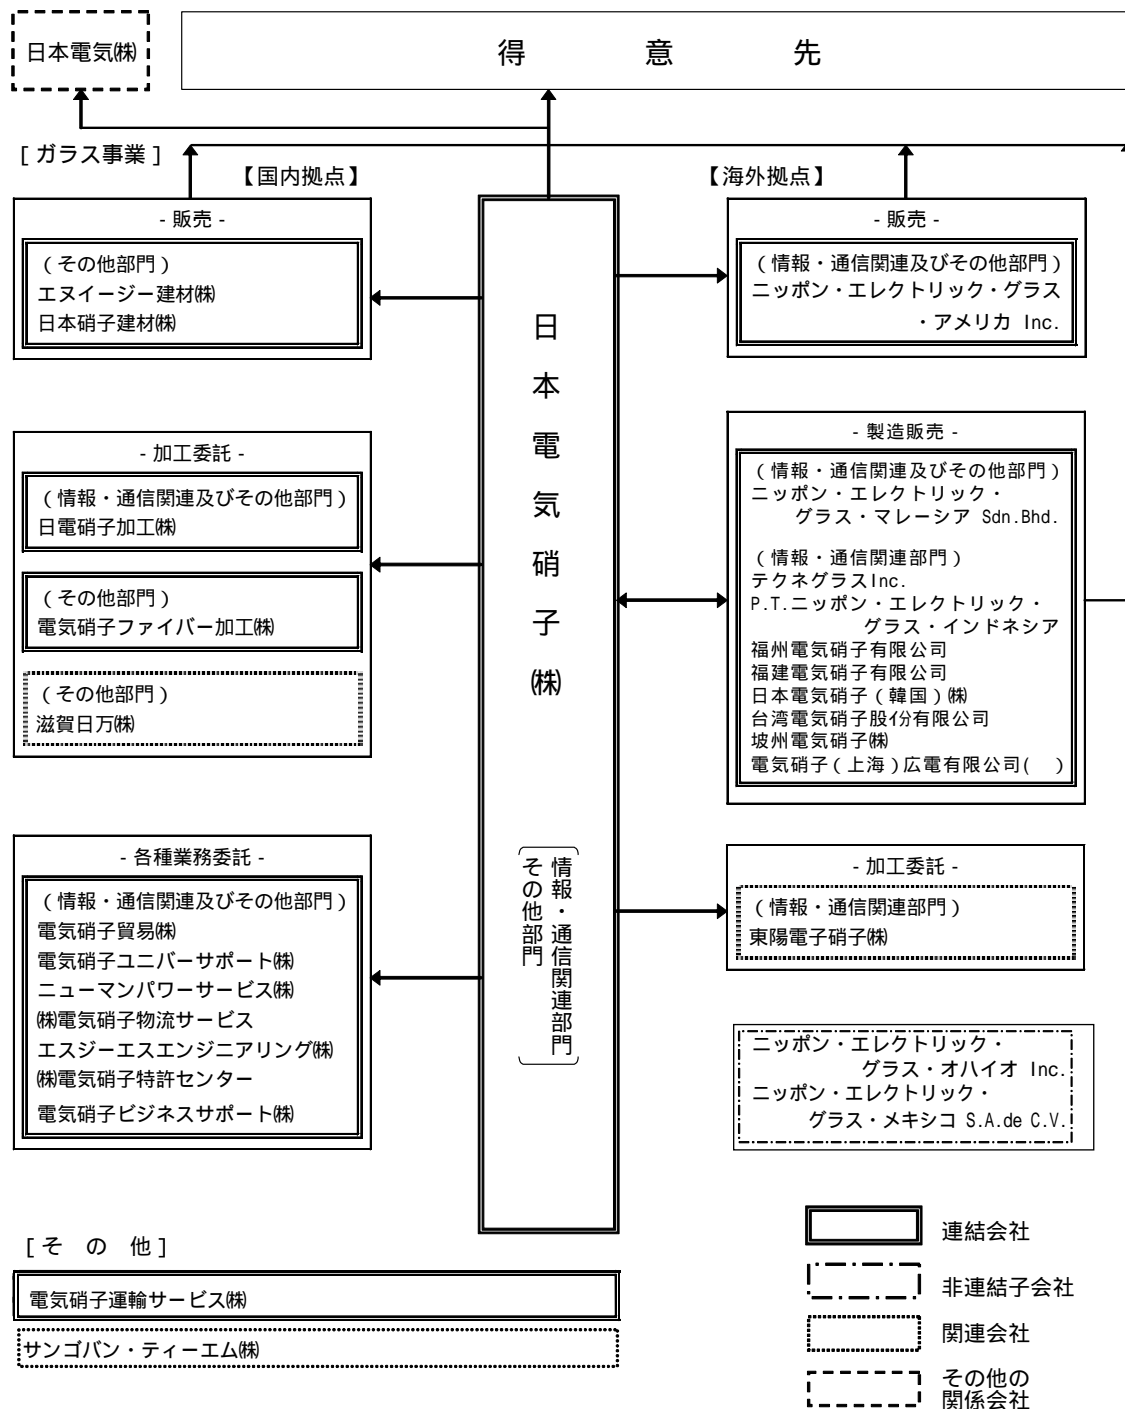 日本電気㈱
得意先
[ ガラス事業 ]
【国内拠点】
- 販売 -
（その他部門）
エヌイージー建材㈱
日本硝子建材㈱
- 加工委託 -
（情報・通信関連及びその他部門）
日電硝子加工㈱
（その他部門）
電気硝子ファイバー加工㈱
（その他部門）
滋賀日万㈱
- 各種業務委託 -
（情報・通信関連及びその他部門）
電気硝子貿易㈱
電気硝子ユニバーサポート㈱
ニューマンパワーサービス㈱
㈱電気硝子物流サービス
エスジーエスエンジニアリング㈱
㈱電気硝子特許センター
電気硝子ビジネスサポート㈱
日本電気硝子㈱
情報・通信関連部門
その他部門
【海外拠点】
- 販売 -
（情報・通信関連及びその他部門）
ニッポン・エレクトリック・グラス
・アメリカ Inc.
- 製造販売 -
（情報・通信関連及びその他部門）
ニッポン・エレクトリック・
グラス・マレーシア Sdn.Bhd.
（情報・通信関連部門）
テクネグラスInc.
P.T.ニッポン・エレクトリック・
グラス・インドネシア
福州電気硝子有限公司
福建電気硝子有限公司
日本電気硝子（韓国）㈱
台湾電気硝子股份有限公司
坡州電気硝子㈱
電気硝子（上海）広電有限公司(　)
- 加工委託 -
（情報・通信関連部門）
東陽電子硝子㈱
ニッポン・エレクトリック・
グラス・オハイオ Inc.
ニッポン・エレクトリック・
グラス・メキシコ S.A.de C.V.
[ そ の 他 ]
電気硝子運輸サービス㈱
サンゴバン・ティーエム㈱
連結会社
非連結子会社
関連会社
その他の
関係会社